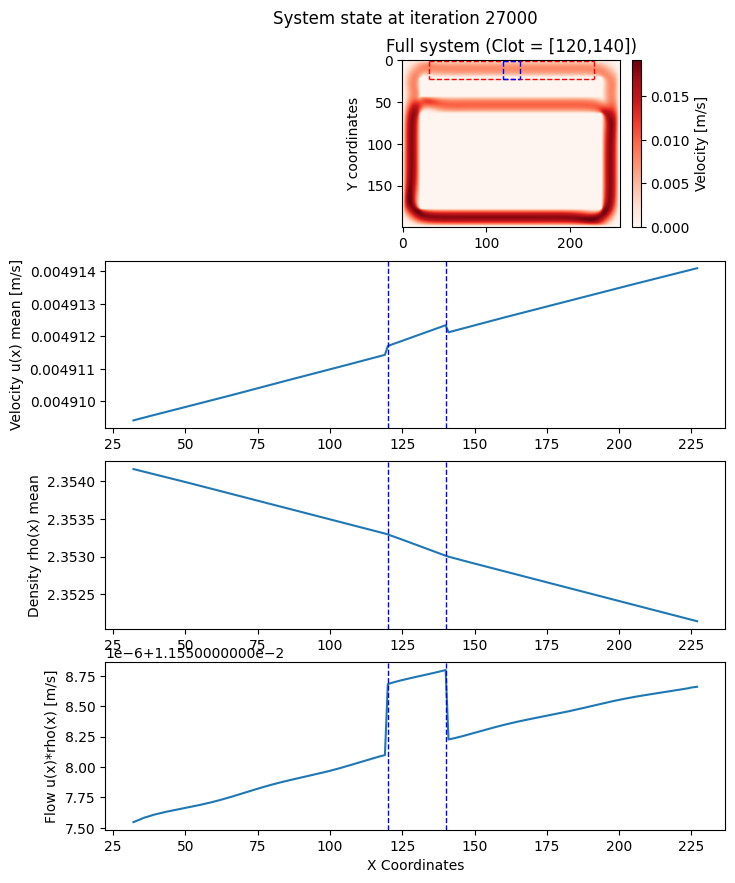 System state at iteration 27000
Full system (Clot = [120,140])
Y coordinates
0
50
100
150
0
100
200
0.015
0.010
0.005
0.000
Velocity [m/s]
Velocity u(x) mean [m/s]
0.004914
0.004913
0.004912
0.004911
0.004910
25 50 75 100 125 150 175 200 225
Density rho(x) mean
2.3540
2.3535
2.3530
2.3525
25 50 75 100 125 150 175 200 225
1e−6+1.1550000000e−2
Flow u(x)*rho(x) [m/s]
8.75
8.50
8.25
8.00
7.75
7.50
25 50 75 100 125 150 175 200 225
X Coordinates